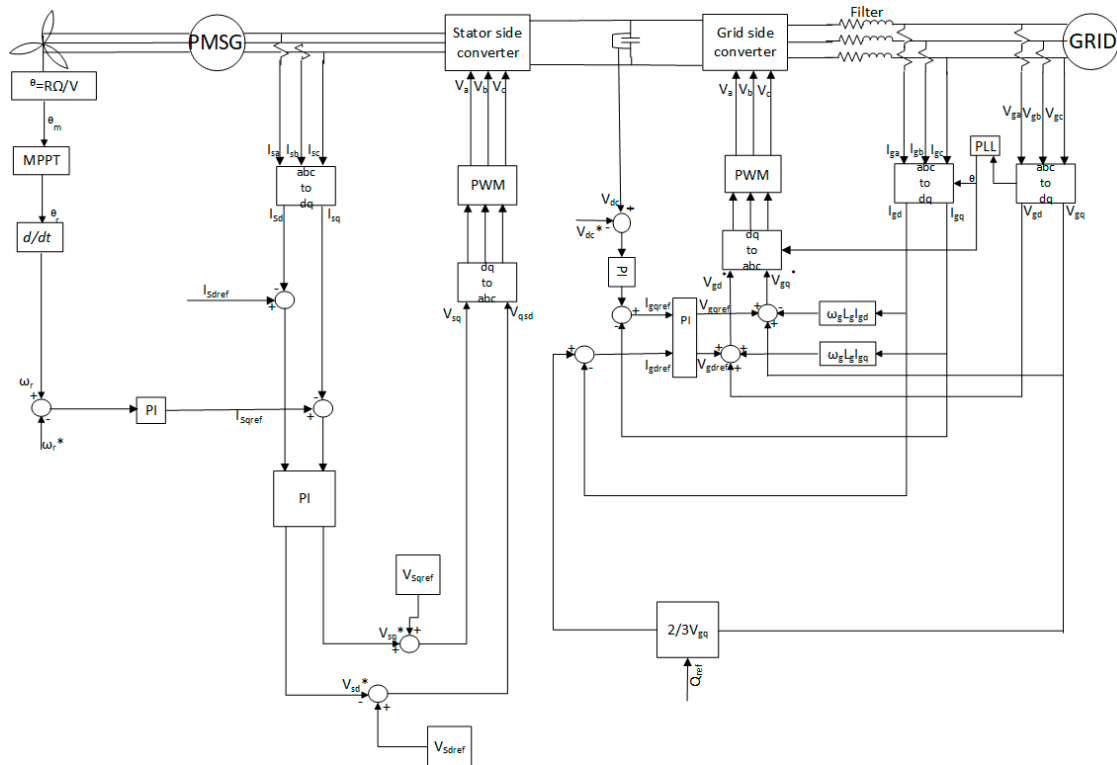 Filter
PMSG
Stator side
converter
Grid side
converter
GRID
θ=RΩ/V
θm
MPPT
θr
d/dt
Isa
Isb
Isc
abc
to
dq
ISd
Isq
Va
Vb
Vc
PWM
dq
to
abc
Vsq
Vqsd
Va
Vb
Vc
PWM
dq
to
abc
Vgd*
Vgq*
Iga
Igb
Igc
abc
to
dq
Igd
Igq
θ
PLL
Vga
Vgb
Vgc
abc
to
dq
Vgd
Vgq
Vdc
+
Vdc*
-
PI
+
-
Igqref
PI
Vgqref
+
-
+
ωgLgIgd
+
-
Igdref
Vgdref
+
+
+
ωgLgIgq
ISdref
-
+
ωr
+
-
ωr*
PI
ISqref
-
+
PI
VSqref
Vsq*
+
+
Vsd*
-
+
VSdref
2/3Vgq
Qref